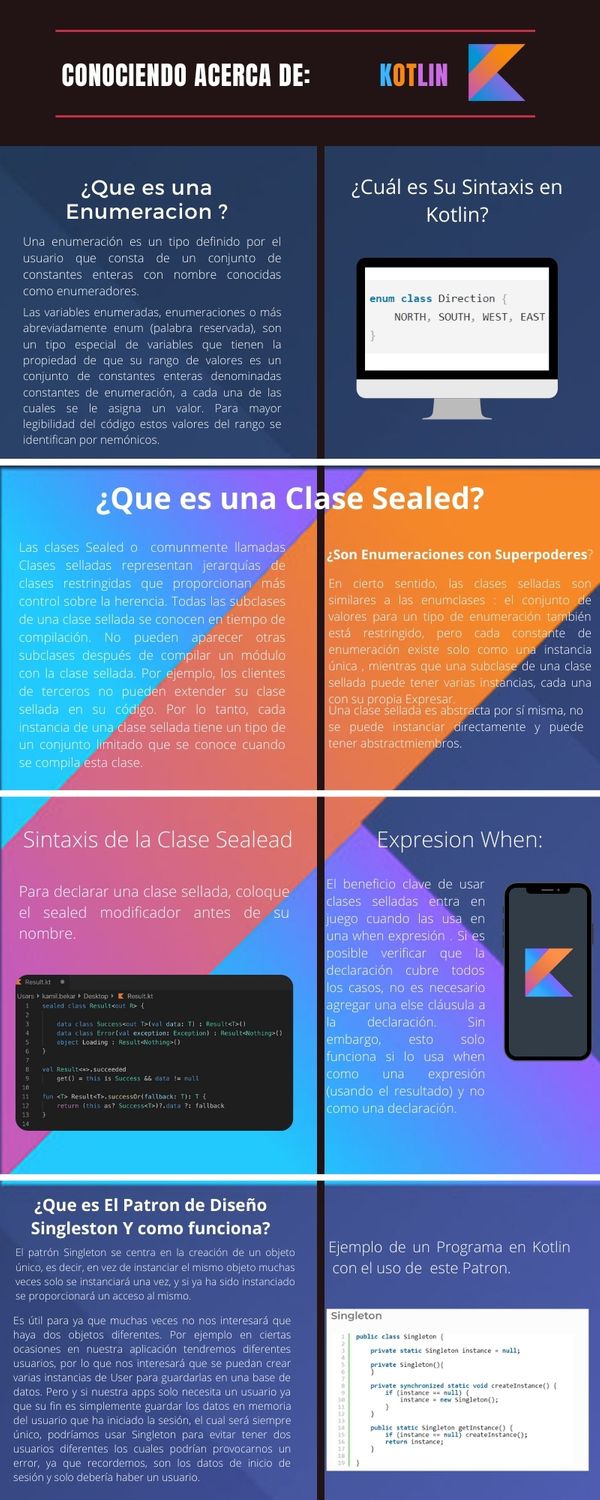 CONOCIENDO ACERCA DE:
KOTLIN
¿Que es una
Enumeracion ?
Una enumeración es un tipo definido por el
usuario que consta de un conjunto de
constantes enteras con nombre conocidas
como enumeradores.
Las variables enumeradas, enumeraciones o más
abreviadamente enum (palabra reservada), son
un tipo especial de variables que tienen la
propiedad de que su rango de valores es un
conjunto de constantes enteras denominadas
constantes de enumeración, a cada una de las
cuales se le asigna un valor. Para mayor
legibilidad del código estos valores del rango se
identifican por nemónicos.
¿Cuál es Su Sintaxis en
Kotlin?
enum class Direction {
NORTH, SOUTH, WEST, EAST
}
¿Que es una Clase Sealed?
Las clases Sealed o comunmente llamadas
Clases selladas representan jerarquías de
clases restringidas que proporcionan más
control sobre la herencia. Todas las subclases
de una clase sellada se conocen en tiempo de
compilación. No pueden aparecer otras
subclases después de compilar un módulo
con la clase sellada. Por ejemplo, los clientes
de terceros no pueden extender su clase
sellada en su código. Por lo tanto, cada
instancia de una clase sellada tiene un tipo de
un conjunto limitado que se conoce cuando
se compila esta clase.
¿Son Enumeraciones con Superpoderes?
En cierto sentido, las clases selladas son
similares a las enumclases : el conjunto de
valores para un tipo de enumeración también
está restringido, pero cada constante de
enumeración existe solo como una instancia
única , mientras que una subclase de una clase
sellada puede tener varias instancias, cada una
con su propia Expresar.
Una clase sellada es abstracta por sí misma, no
se puede instanciar directamente y puede
tener abstractmiembros.
Sintaxis de la Clase Sealead
Para declarar una clase sellada, coloque
el sealed modificador antes de su
nombre.
Result.kt
Users › kamil.bekar › Desktop › Result.kt
1 sealed class Result<out R> {
2
3 data class Success<out T>(val data: T) : Result<T>()
4 data class Error(val exception: Exception) : Result<Nothing>()
5 object Loading : Result<Nothing>()
6 }
7
8 val Result<*>.succeeded
9 get() = this is Success && data != null
10
11 fun <T> Result<T>.successOr(fallback: T): T {
12 return (this as? Success<T>)?.data ?: fallback
13 }
14
Expresion When:
El beneficio clave de usar
clases selladas entra en
juego cuando las usa en
una when expresión . Si es
posible verificar que la
declaración cubre todos
los casos, no es necesario
agregar una else cláusula a
la declaración. Sin
embargo, esto solo
funciona si lo usa when
como una expresión
(usando el resultado) y no
como una declaración.
¿Que es El Patron de Diseño
Singleston Y como funciona?
El patrón Singleton se centra en la creación de un objeto
único, es decir, en vez de instanciar el mismo objeto muchas
veces solo se instanciará una vez, y si ya ha sido instanciado
se proporcionará un acceso al mismo.
Es útil para ya que muchas veces no nos interesará que
haya dos objetos diferentes. Por ejemplo en ciertas
ocasiones en nuestra aplicación tendremos diferentes
usuarios, por lo que nos interesará que se puedan crear
varias instancias de User para guardarlas en una base de
datos. Pero y si nuestra apps solo necesita un usuario ya
que su fin es simplemente guardar los datos en memoria
del usuario que ha iniciado la sesión, el cual será siempre
único, podríamos usar Singleton para evitar tener dos
usuarios diferentes los cuales podrían provocarnos un
error, ya que recordemos, son los datos de inicio de
sesión y solo debería haber un usuario.
Ejemplo de un Programa en Kotlin
con el uso de este Patron.
Singleton
1 public class Singleton {
2
3 private static Singleton instance = null;
4
5 private Singleton(){
6 }
7
8 private synchronized static void createInstance() {
9 if (instance == null) {
10 instance = new Singleton();
11 }
12 }
13
14 public static Singleton getInstance() {
15 if (instance == null) createInstance();
16 return instance;
17 }
18
19 }